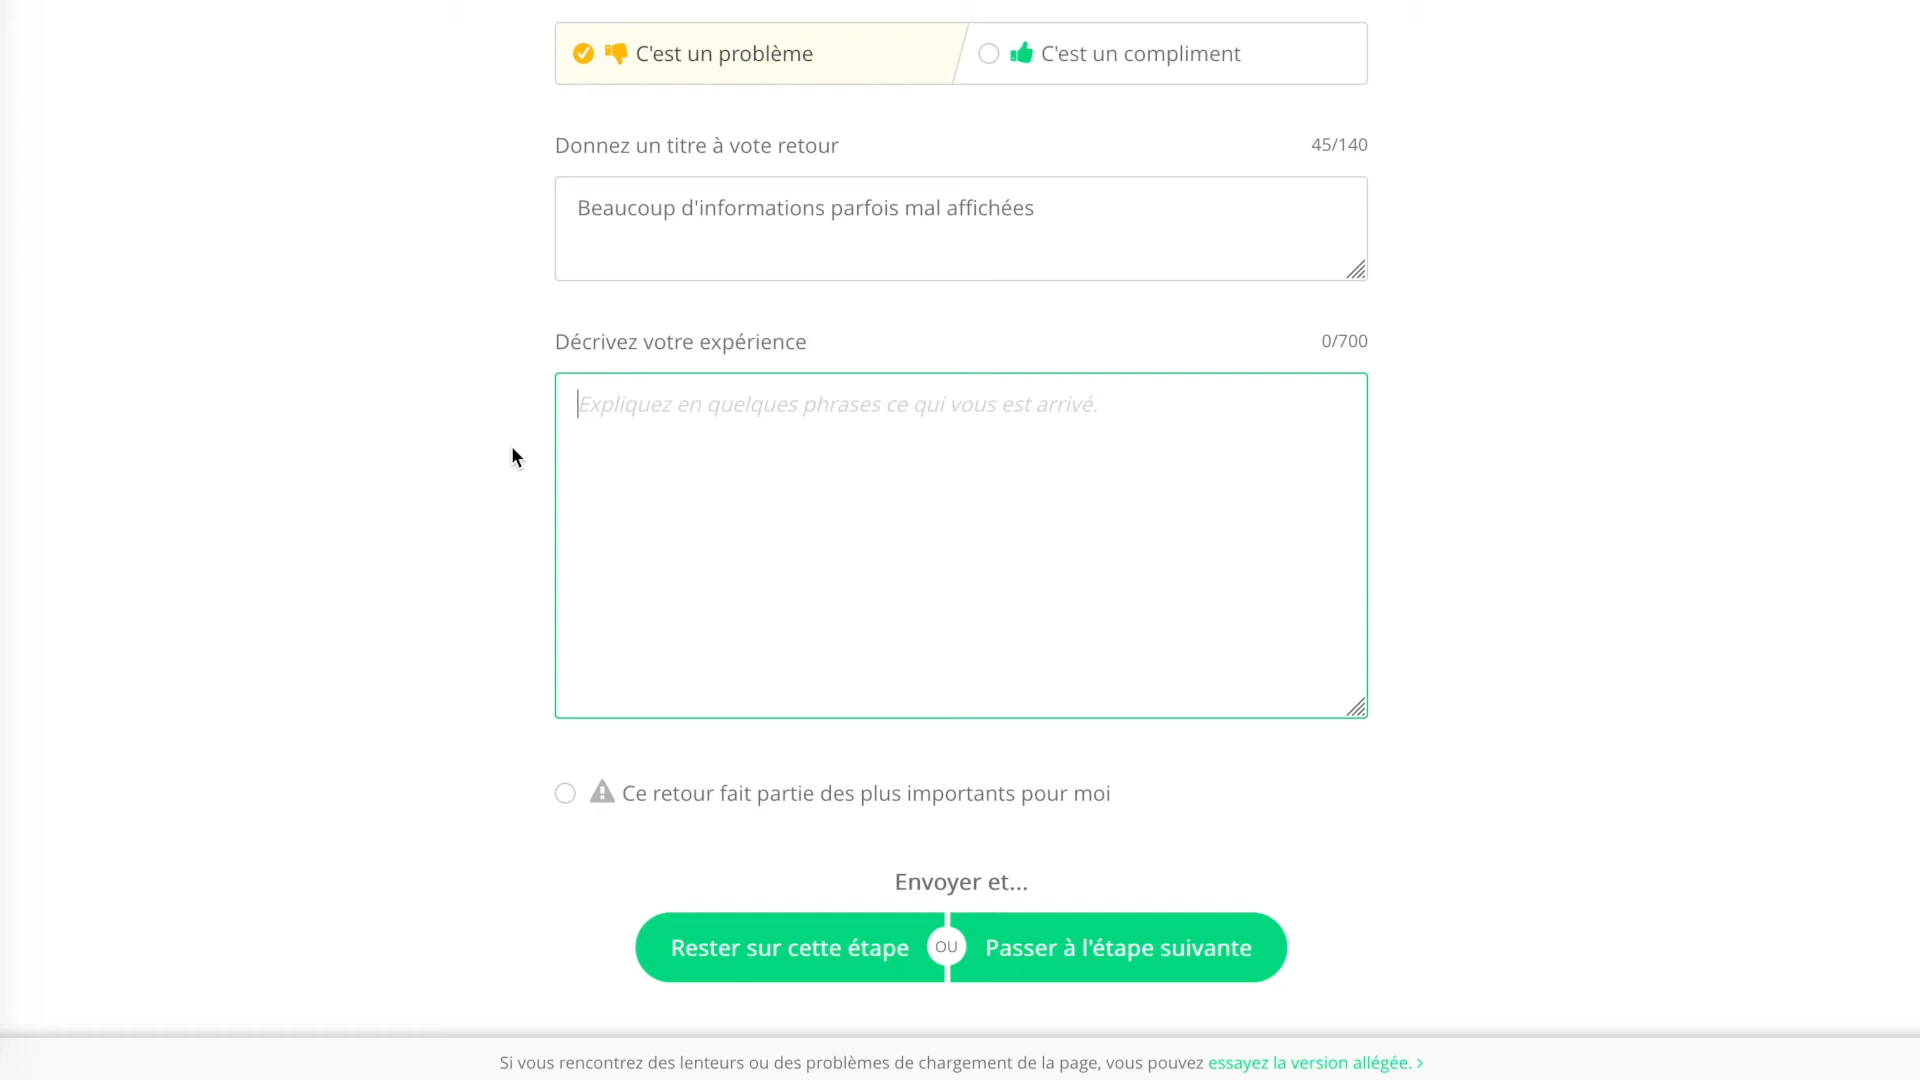 C'est un problème
C'est un compliment
Donnez un titre à vote retour
45/140
Beaucoup d'informations parfois mal affichées
Décrivez votre expérience
0/700
Expliquez en quelques phrases ce qui vous est arrivé.
Ce retour fait partie des plus importants pour moi
Envoyer et...
Rester sur cette étape
OU
Passer à l'étape suivante
Si vous rencontrez des lenteurs ou des problèmes de chargement de la page, vous pouvez essayez la version allégée. >